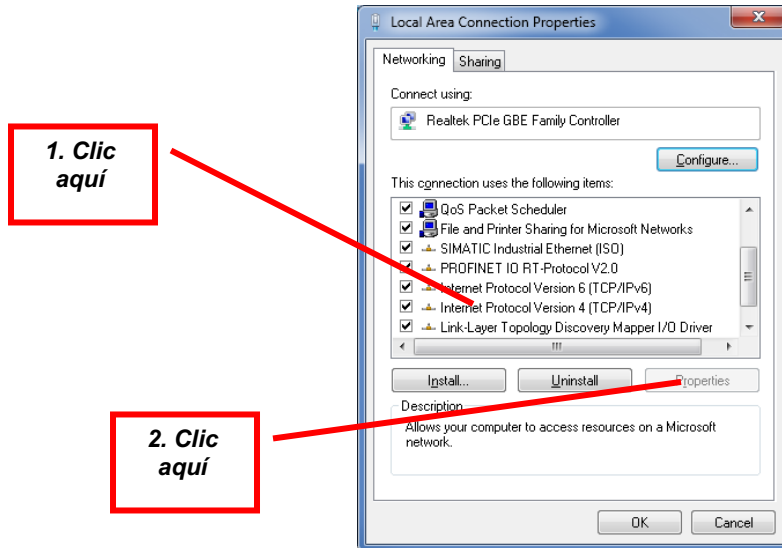 Local Area Connection Properties
Networking
Sharing
Connect using:
Realtek PCIe GBE Family Controller
1. Clic
aquí
Configure...
This connection uses the following items:
QoS Packet Scheduler
File and Printer Sharing for Microsoft Networks
SIMATIC Industrial Ethernet (ISO)
PROFINET IO RT-Protocol V2.0
Internet Protocol Version 6 (TCP/IPv6)
Internet Protocol Version 4 (TCP/IPv4)
Link-Layer Topology Discovery Mapper I/O Driver
Install...
Uninstall
Properties
Description
Allows your computer to access resources on a Microsoft
network.
2. Clic
aquí
OK
Cancel